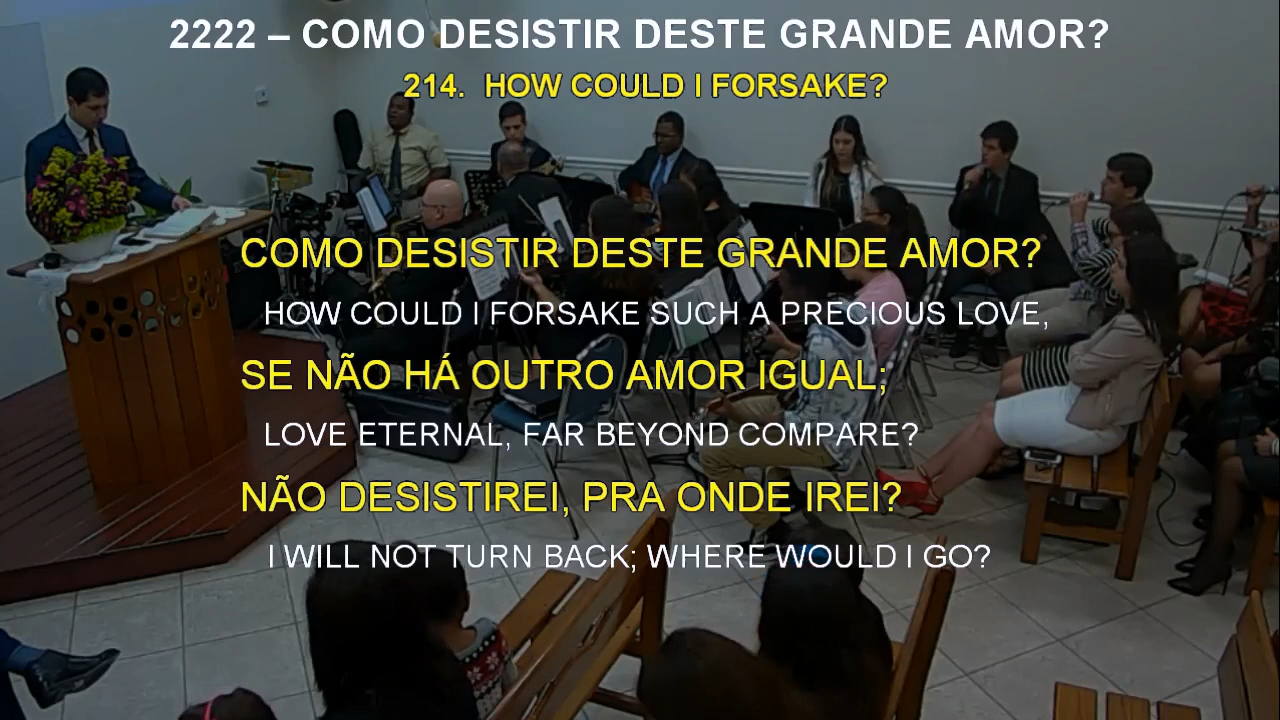 2222 – COMO DESISTIR DESTE GRANDE AMOR?
214. HOW COULD I FORSAKE?
COMO DESISTIR DESTE GRANDE AMOR?
HOW COULD I FORSAKE SUCH A PRECIOUS LOVE,
SE NÃO HÁ OUTRO AMOR IGUAL;
LOVE ETERNAL, FAR BEYOND COMPARE?
NÃO DESISTIREI, PRA ONDE IREI?
I WILL NOT TURN BACK; WHERE WOULD I GO?